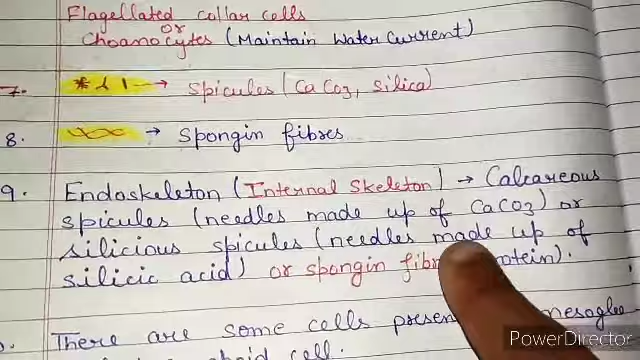 Flagellated collar cells
or
Choanocytes (Maintain Water Current)
7. → Spicules (CaCO3, Silica)
8. → Spongin fibres
9. Endoskeleton (Internal Skeleton) → Calcareous
spicules (needles made up of CaCO3) or
silicious spicules (needles made up of
silicic acid) or spongin
There are some cells present
cell.
PowerDirector